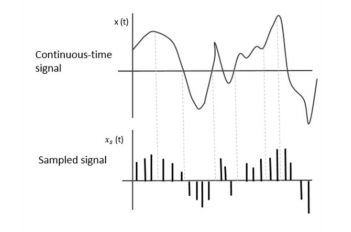 x (t)
Continuous-time
signal
xₛ (t)
Sampled signal